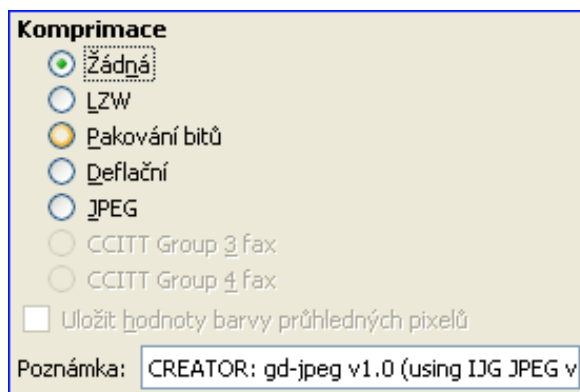 Komprimace
Žádná
LZW
Pakování bitů
Deflační
JPEG
CCITT Group 3 fax
CCITT Group 4 fax
Uložit hodnoty barvy průhledných pixelů
Poznámka: CREATOR: gd-jpeg v1.0 (using IJG JPEG v